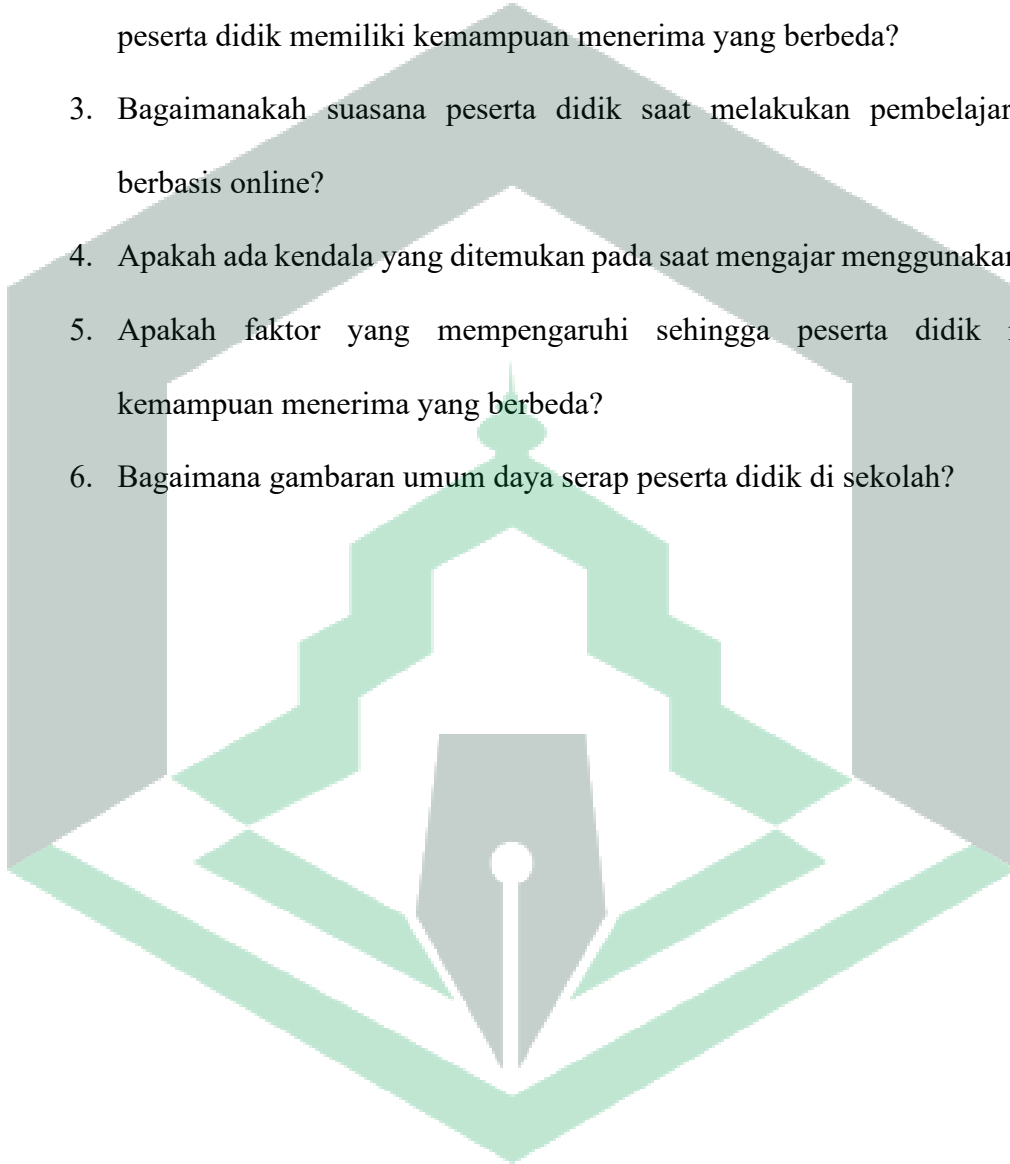 peserta didik memiliki kemampuan menerima yang berbeda?
3. Bagaimanakah suasana peserta didik saat melakukan
berbasis online?
4. Apakah ada kendala yang ditemukan pada saat mengajar
5. Apakah faktor yang mempengaruhi sehingga peserta didik
kemampuan menerima yang berbeda?
6. Bagaimana gambaran umum daya serap peserta didik di sekolah?